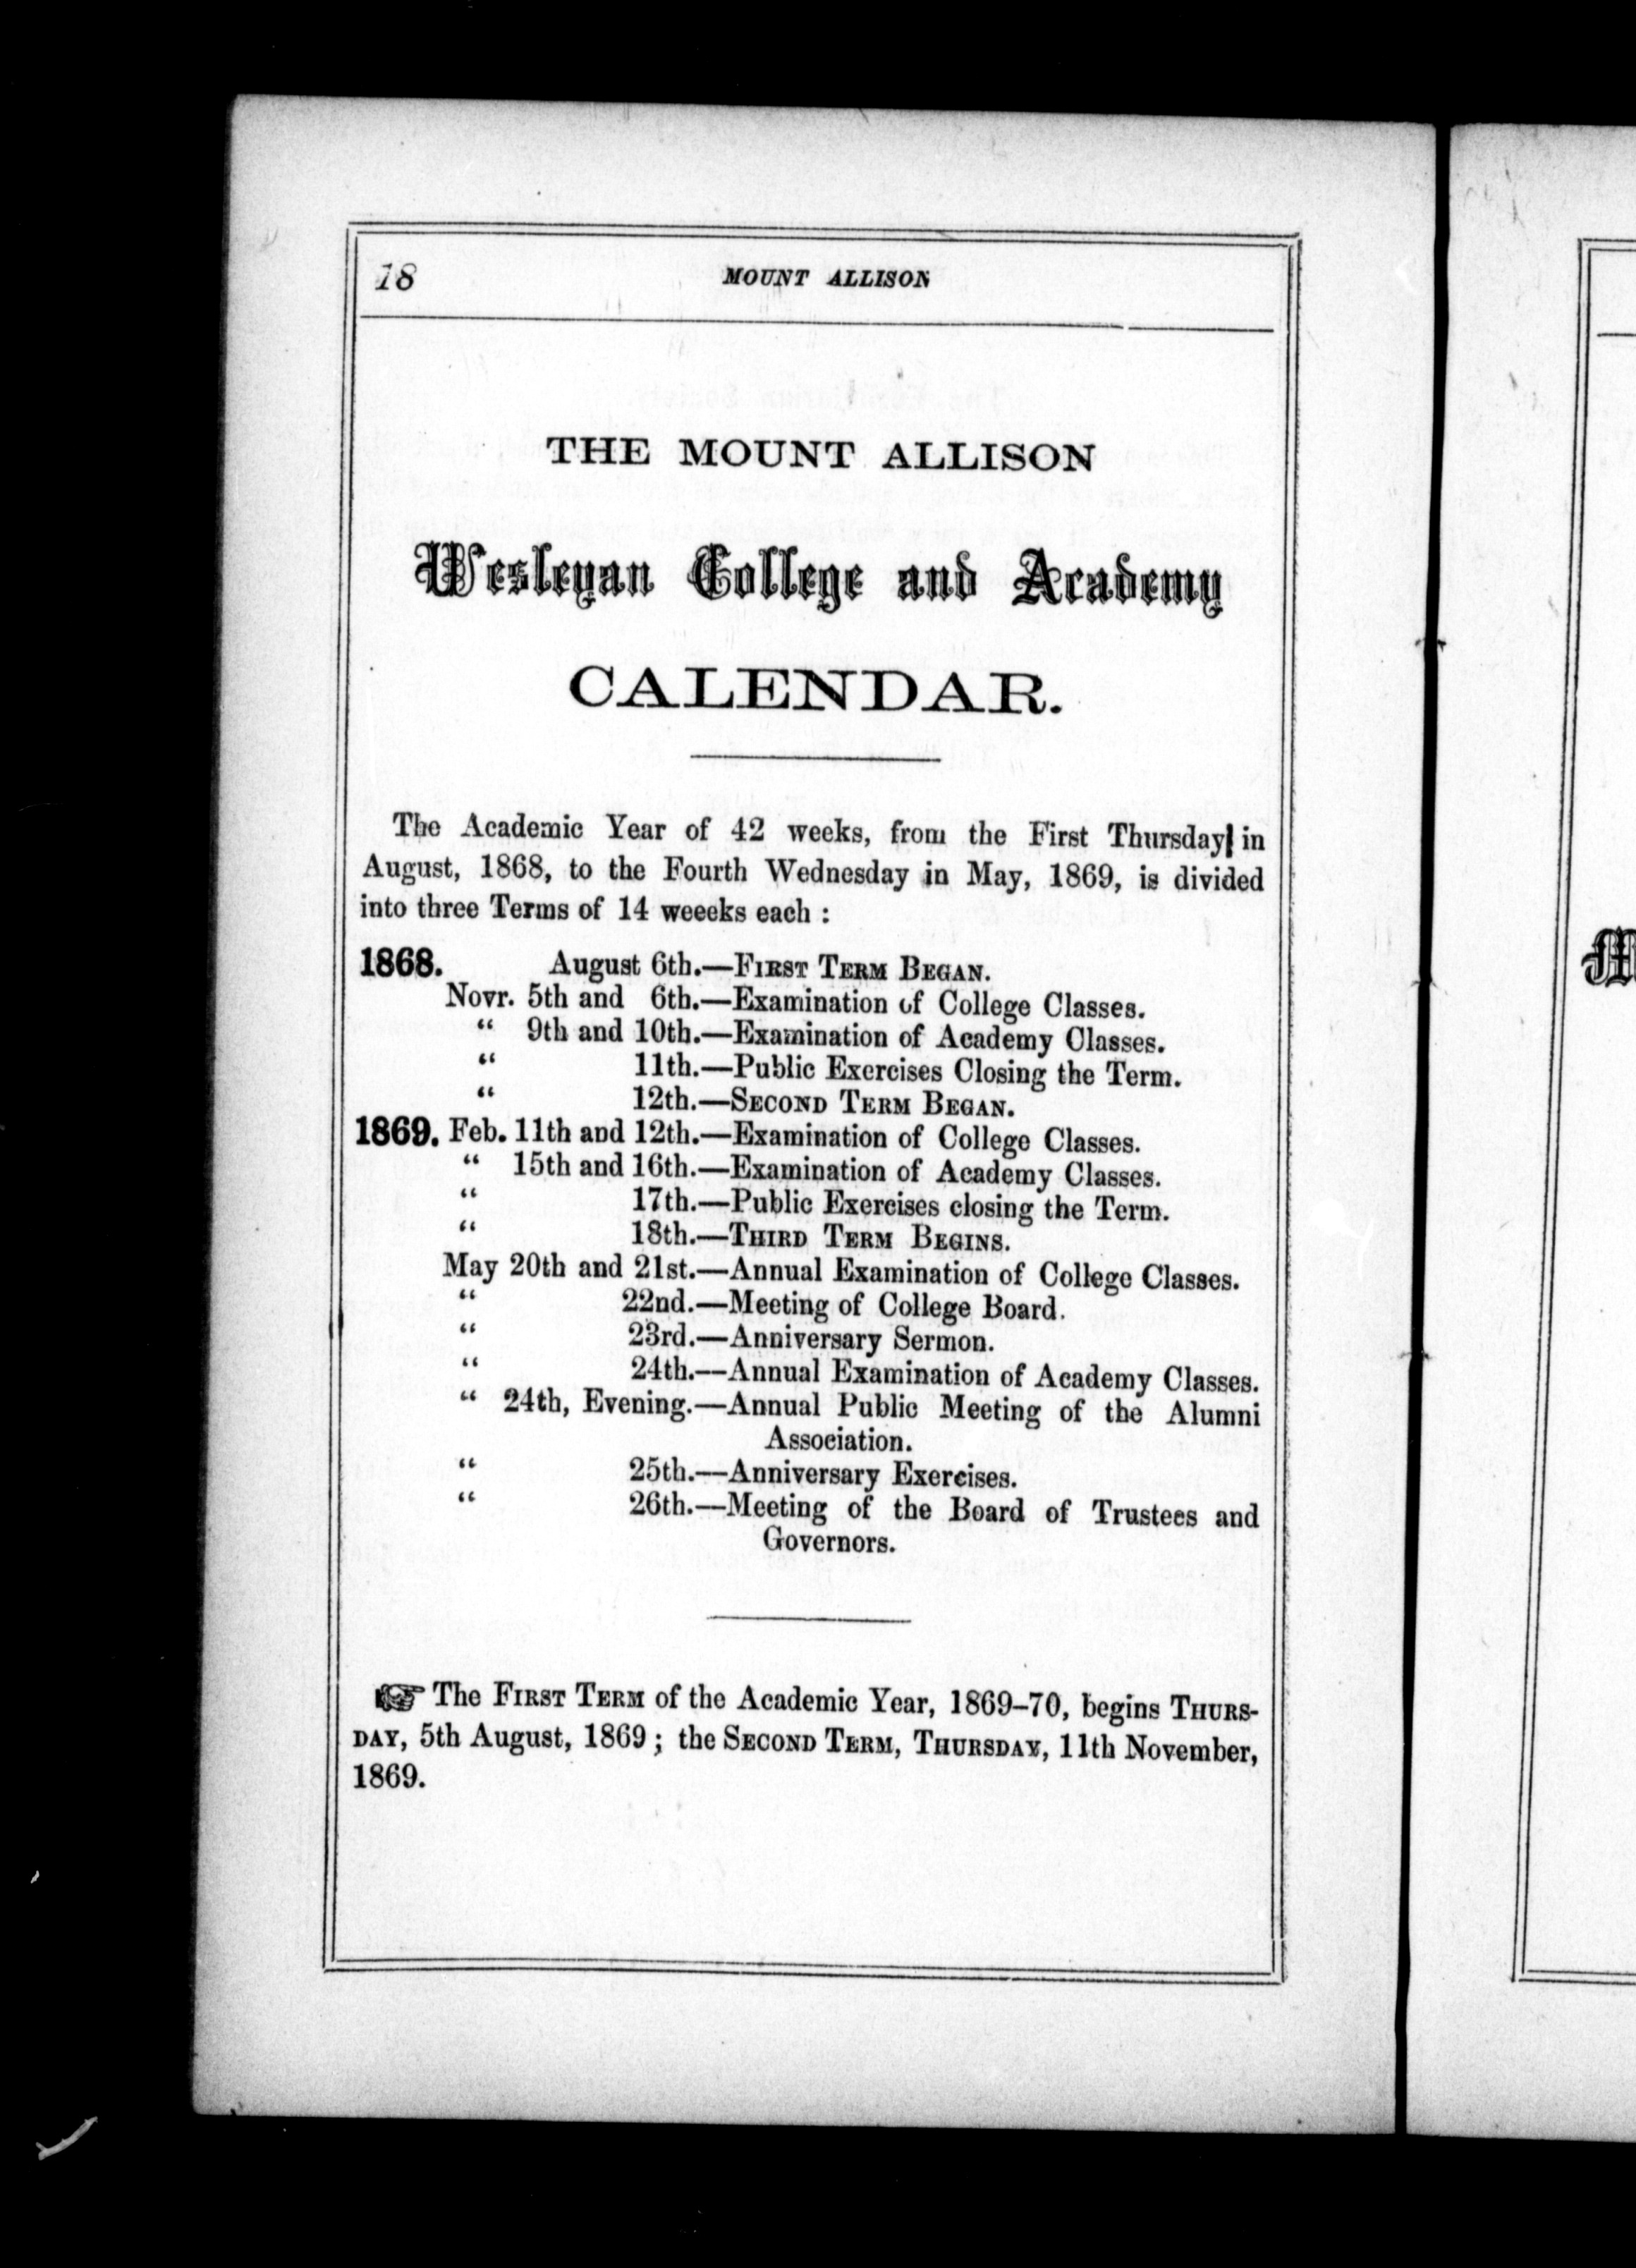 18 MOUNT ALLISON
THE MOUNT ALLISON
Wesleyan College and Academy
CALENDAR.
The Academic Year of 42 weeks, from the First Thursday in
August, 1868, to the Fourth Wednesday in May, 1869, is divided
into three Terms of 14 weeeks each :
1868. August 6th.—FIRST TERM BEGAN.
Novr. 5th and 6th.—Examination of College Classes.
“ 9th and 10th.—Examination of Academy Classes.
“ 11th.—Public Exercises Closing the Term.
“ 12th.—SECOND TERM BEGAN.
1869. Feb. 11th and 12th.—Examination of College Classes.
“ 15th and 16th.—Examination of Academy Classes.
“ 17th.—Public Exercises closing the Term.
“ 18th.—THIRD TERM BEGINS.
May 20th and 21st.—Annual Examination of College Classes.
“ 22nd.—Meeting of College Board.
“ 23rd.—Anniversary Sermon.
“ 24th.—Annual Examination of Academy Classes.
“ 24th, Evening.—Annual Public Meeting of the Alumni
Association.
“ 25th.—Anniversary Exercises.
“ 26th.—Meeting of the Board of Trustees and
Governors.
☞ The FIRST TERM of the Academic Year, 1869–70, begins THURS-
DAY, 5th August, 1869 ; the SECOND TERM, THURSDAY, 11th November,
1869.
M